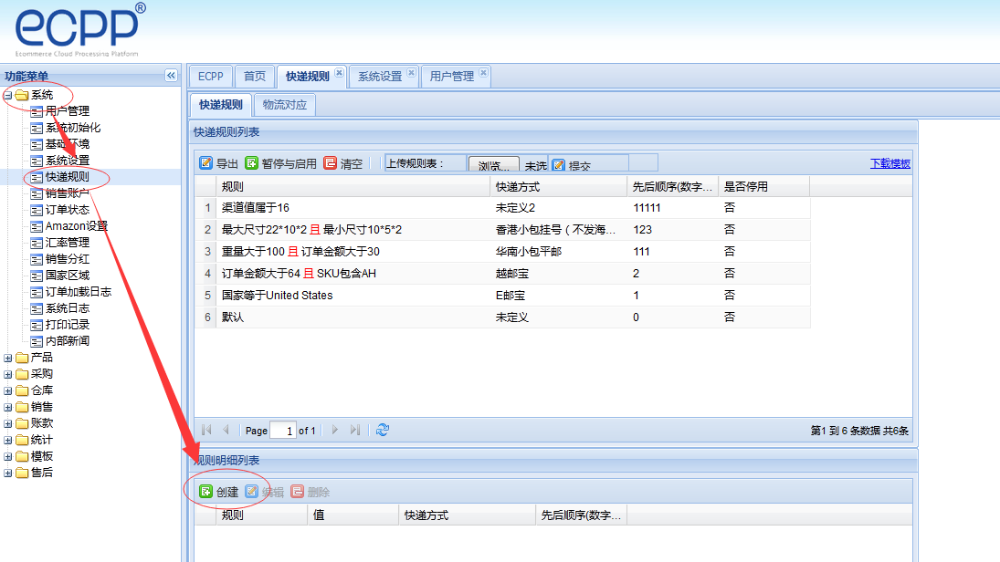 ecpp®
Ecommerce Cloud Processing Platform
功能菜单
系统
用户管理
系统初始化
基础环境
系统设置
快递规则
销售账户
订单状态
Amazon设置
汇率管理
销售分红
国家区域
订单加载日志
系统日志
打印记录
内部新闻
产品
采购
仓库
销售
账款
统计
模板
售后
ECPP 首页 快递规则 系统设置 用户管理
快递规则 物流对应
快递规则列表
导出 暂停与启用 清空 上传规则表： 浏览... 未选 提交 下载模板
规则 快递方式 先后顺序(数字... 是否停用
1 渠道值属于16 未定义2 11111 否
2 最大尺寸22*10*2 且 最小尺寸10*5*2 香港小包挂号（不发海... 123 否
3 重量大于100 且 订单金额大于30 华南小包平邮 111 否
4 订单金额大于64 且 SKU包含AH 越邮宝 2 否
5 国家等于United States E邮宝 1 否
6 默认 未定义 0 否
Page 1 of 1 第1 到 6 条数据 共6条
规则明细列表
创建 编辑 删除
规则 值 快递方式 先后顺序(数字...